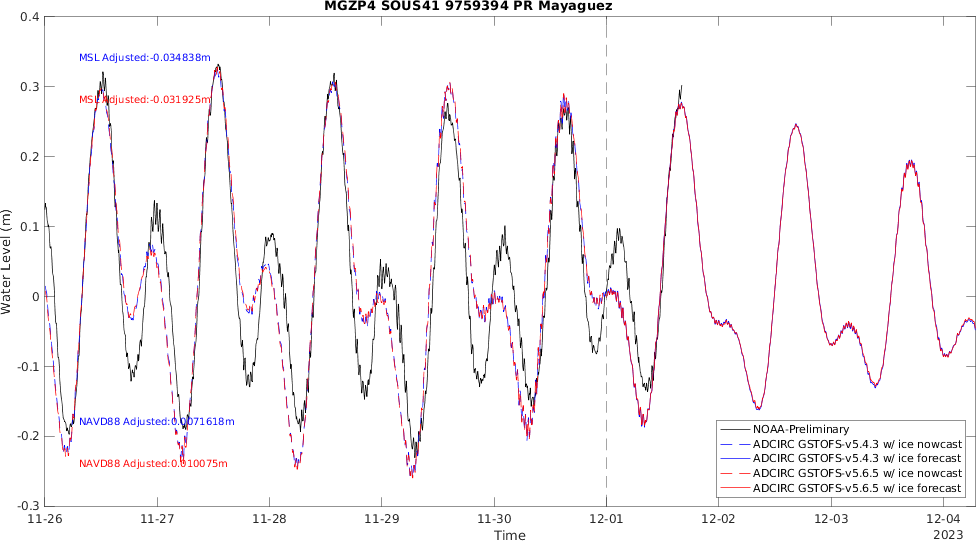 MGZP4 SOUS41 9759394 PR Mayaguez
0.4
0.3
0.2
0.1
0
-0.1
-0.2
-0.3
Water Level (m)
MSL Adjusted:-0.034838m
MSL Adjusted:-0.031925m
NAVD88 Adjusted:0.0071618m
NAVD88 Adjusted:0.010075m
NOAA-Preliminary
ADCIRC GSTOFS-v5.4.3 w/ ice nowcast
ADCIRC GSTOFS-v5.4.3 w/ ice forecast
ADCIRC GSTOFS-v5.6.5 w/ ice nowcast
ADCIRC GSTOFS-v5.6.5 w/ ice forecast
11-26 11-27 11-28 11-29 11-30 12-01 12-02 12-03 12-04
Time
2023